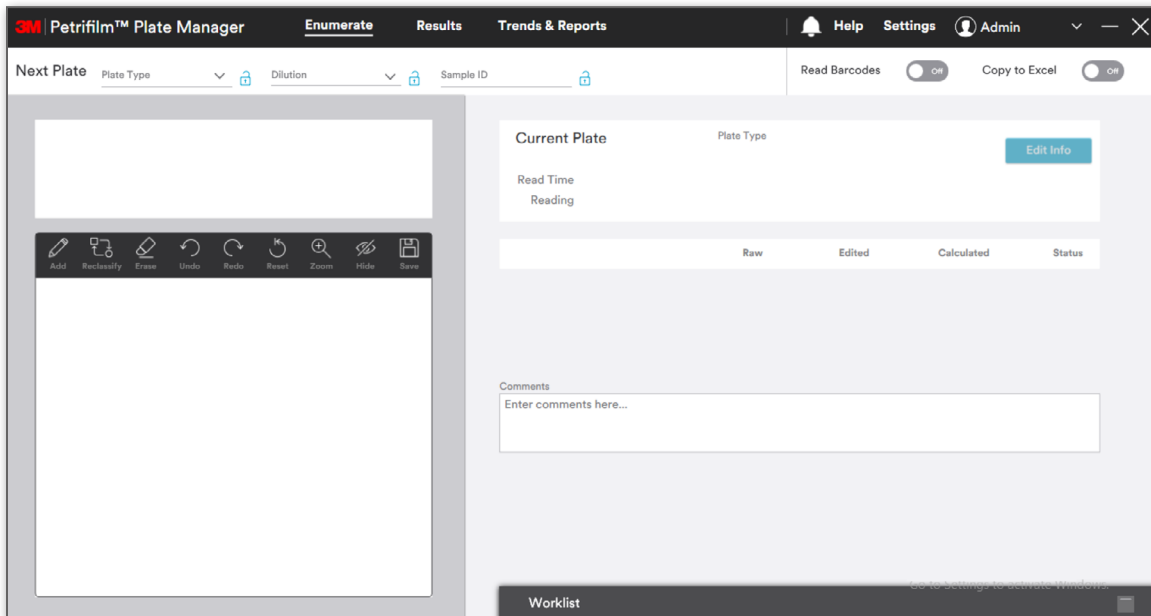 3M Petrifilm™ Plate Manager Enumerate Results Trends & Reports Help Settings Admin
Next Plate Plate Type Dilution Sample ID Read Barcodes Off Copy to Excel Off
Current Plate Plate Type Edit Info
Read Time
Reading
Add Reclassify Erase Undo Redo Reset Zoom Hide Save
Raw Edited Calculated Status
Comments
Enter comments here...
Go to Settings to activate Windows.
Worklist